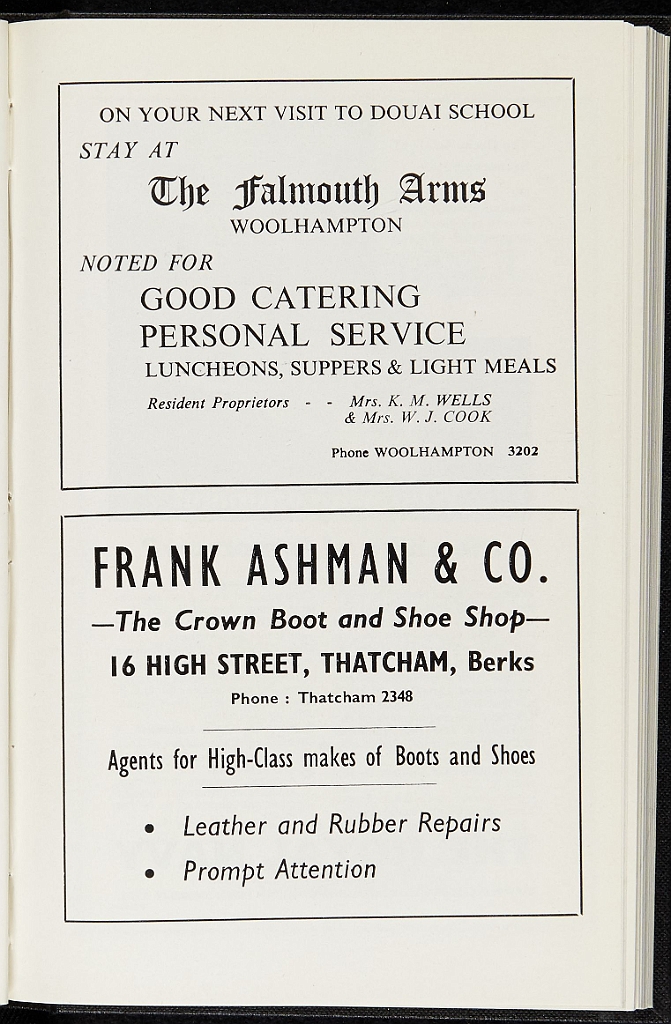 ON YOUR NEXT VISIT TO DOUAI SCHOOL
STAY AT
The Falmouth Arms
WOOLHAMPTON
NOTED FOR
GOOD CATERING
PERSONAL SERVICE
LUNCHEONS, SUPPERS & LIGHT MEALS
Resident Proprietors - - Mrs. K. M. WELLS
& Mrs. W. J. COOK
Phone WOOLHAMPTON 3202
FRANK ASHMAN & CO.
—The Crown Boot and Shoe Shop—
16 HIGH STREET, THATCHAM, Berks
Phone : Thatcham 2348
Agents for High-Class makes of Boots and Shoes
• Leather and Rubber Repairs
• Prompt Attention